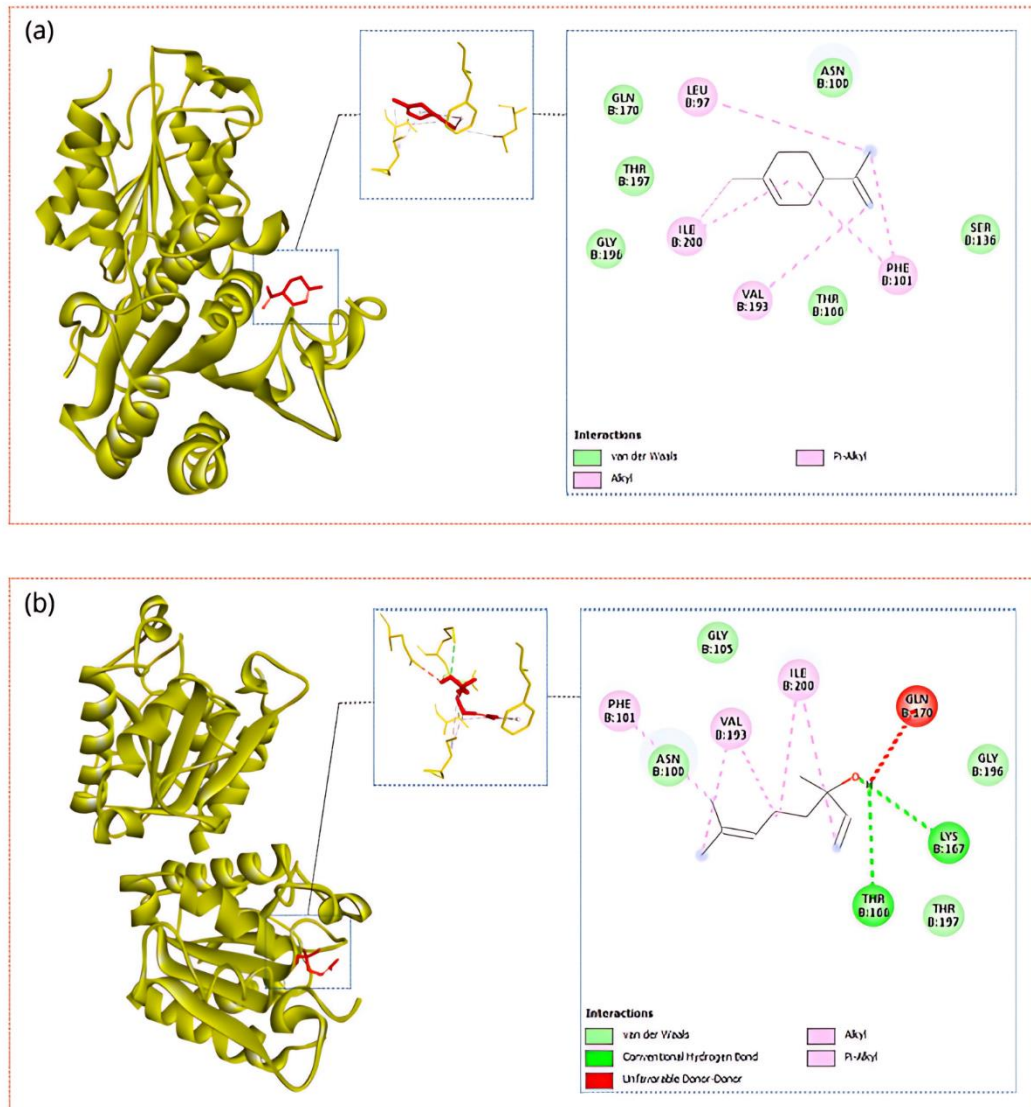 (a)
ASN
B:100
LEU
B:97
GLN
B:170
THR
B:197
SER
B:136
ILE
B:200
GLY
B:196
PHE
B:101
VAL
B:193
THR
B:100
Interactions
van der Waals
Pi-Alkyl
Alkyl
(b)
GLY
B:105
ILE
B:200
PHE
B:101
VAL
B:193
GLN
B:170
ASN
B:100
GLY
B:196
O
H
LYS
B:167
THR
B:100
THR
B:197
Interactions
van der Waals
Alkyl
Conventional Hydrogen Bond
Pi-Alkyl
Unfavorable Donor-Donor